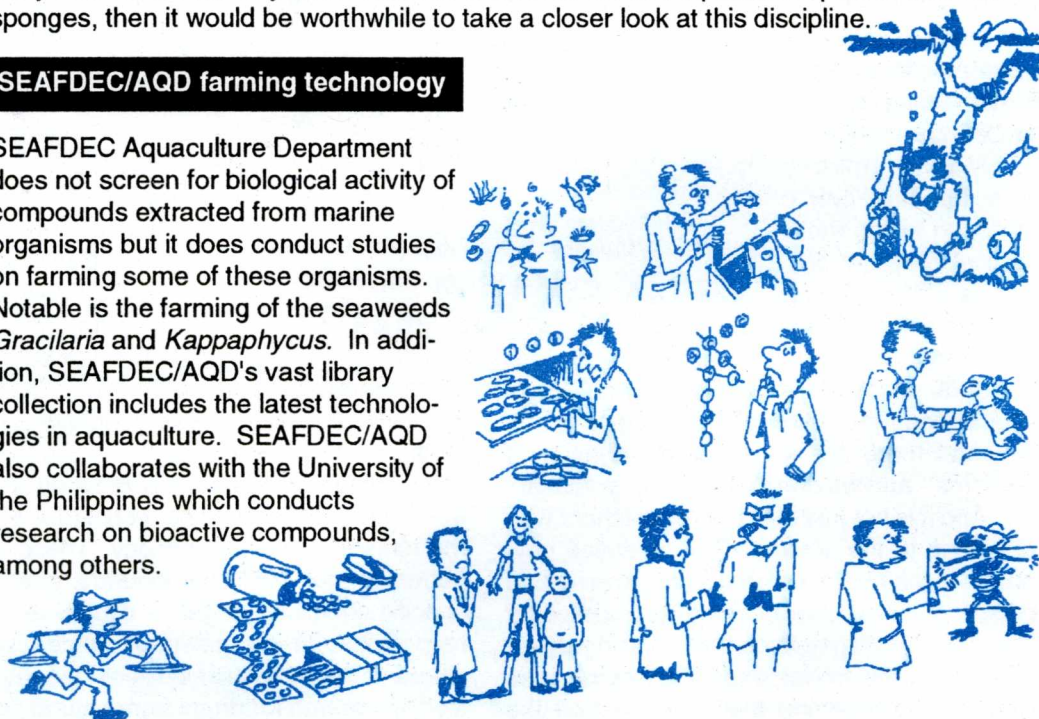 sponges, then it would be worthwhile to take a closer look at this discipline.
SEAFDEC/AQD farming technology
SEAFDEC Aquaculture Department
does not screen for biological activity of
compounds extracted from marine
organisms but it does conduct studies
on farming some of these organisms.
Notable is the farming of the seaweeds
Gracilaria and Kappaphycus. In addi-
tion, SEAFDEC/AQD's vast library
collection includes the latest technolo-
gies in aquaculture. SEAFDEC/AQD
also collaborates with the University of
the Philippines which conducts
research on bioactive compounds,
among others.